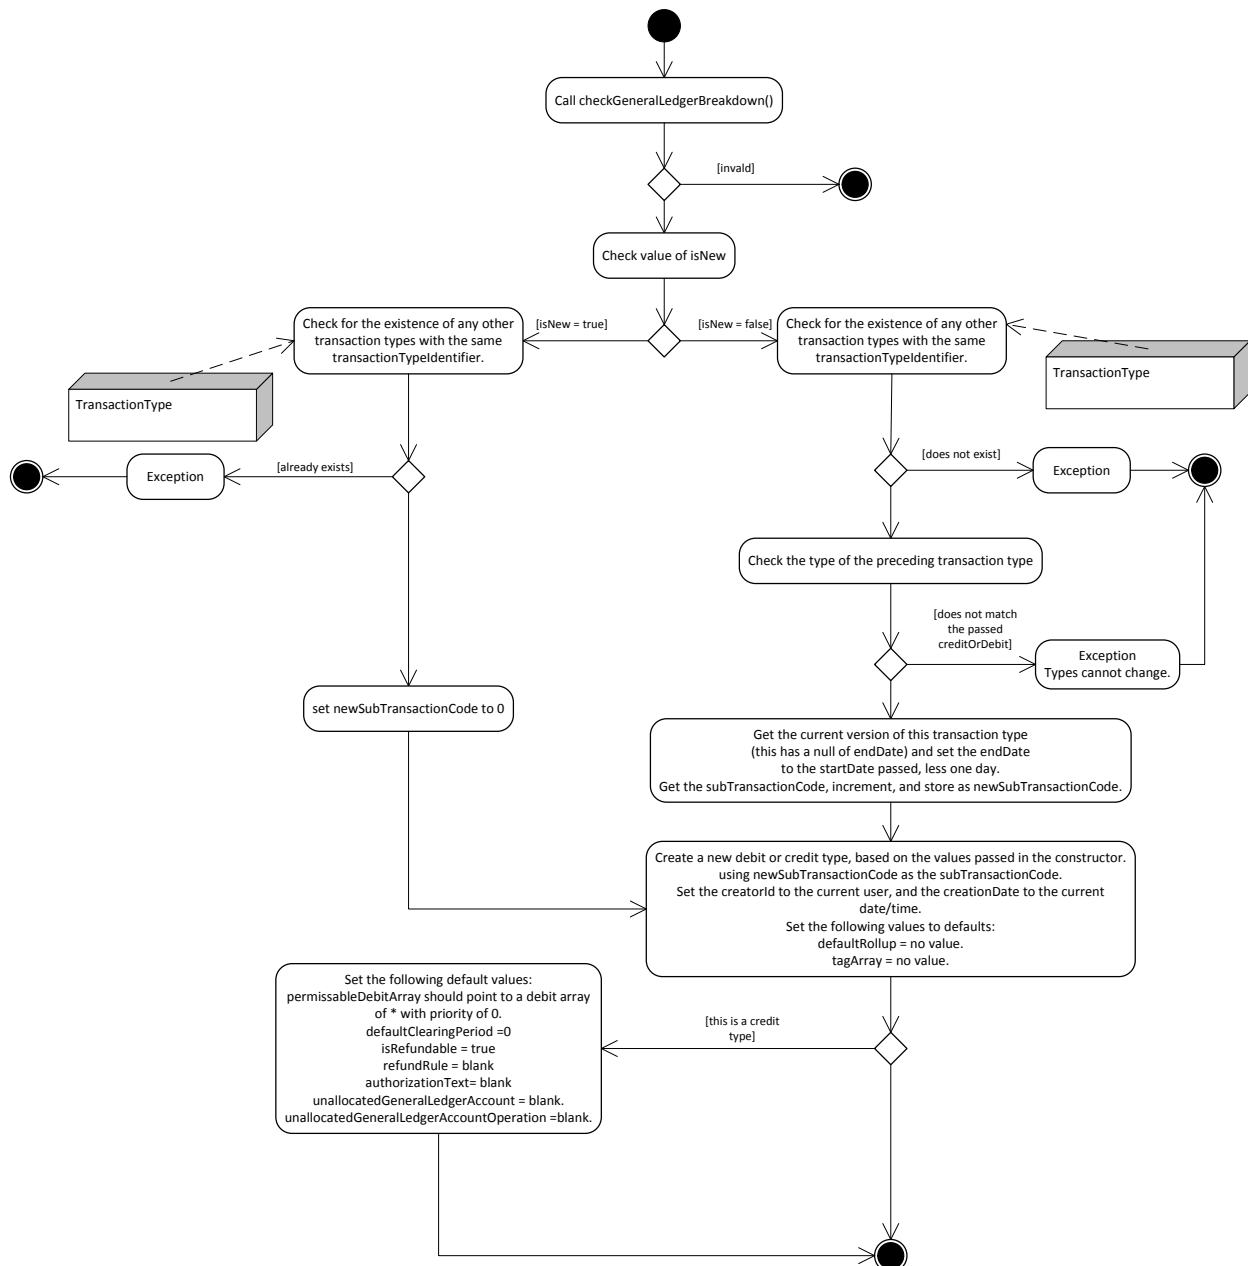 Call checkGeneralLedgerBreakdown()
[invald]
Check value of isNew
[isNew = true]
[isNew = false]
Check for the existence of any other
transaction types with the same
transactionTypeIdentifier.
Check for the existence of any other
transaction types with the same
transactionTypeIdentifier.
TransactionType
TransactionType
Exception
[already exists]
[does not exist]
Exception
Check the type of the preceding transaction type
[does not match
the passed
creditOrDebit]
Exception
Types cannot change.
set newSubTransactionCode to 0
Get the current version of this transaction type
(this has a null of endDate) and set the endDate
to the startDate passed, less one day.
Get the subTransactionCode, increment, and store as newSubTransactionCode.
Create a new debit or credit type, based on the values passed in the constructor.
using newSubTransactionCode as the subTransactionCode.
Set the creatorId to the current user, and the creationDate to the current
date/time.
Set the following values to defaults:
defaultRollup = no value.
tagArray = no value.
[this is a credit
type]
Set the following default values:
permissableDebitArray should point to a debit array
of * with priority of 0.
defaultClearingPeriod =0
isRefundable = true
refundRule = blank
authorizationText= blank
unallocatedGeneralLedgerAccount = blank.
unallocatedGeneralLedgerAccountOperation =blank.